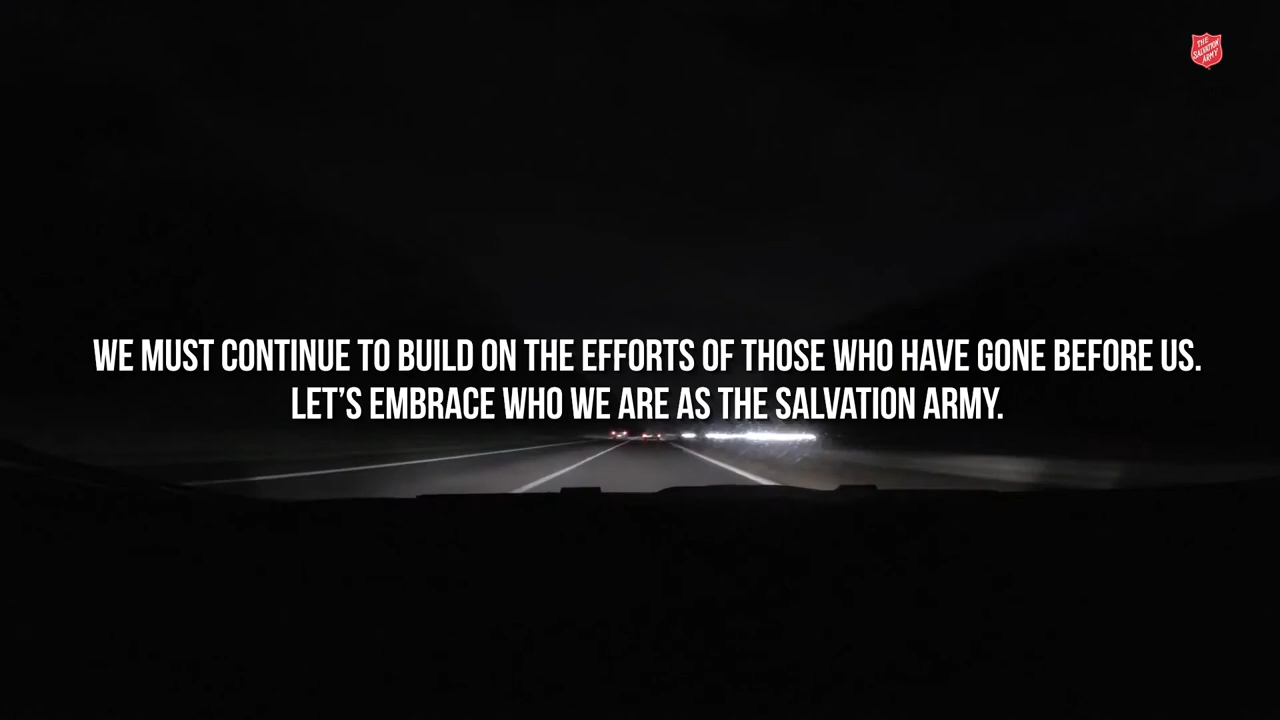 THE
SALVATION
ARMY
WE MUST CONTINUE TO BUILD ON THE EFFORTS OF THOSE WHO HAVE GONE BEFORE US.
LET'S EMBRACE WHO WE ARE AS THE SALVATION ARMY.